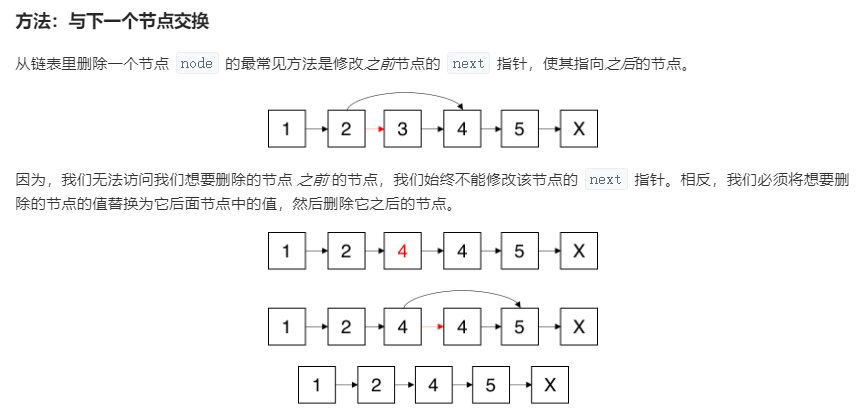 方法：与下一个节点交换
从链表里删除一个节点 node 的最常见方法是修改之前节点的 next 指针，使其指向之后的节点。
1 2 3 4 5 X
因为，我们无法访问我们想要删除的节点 之前 的节点，我们始终不能修改该节点的 next 指针。相反，我们必须将想要删
除的节点的值替换为它后面节点中的值，然后删除它之后的节点。
1 2 4 4 5 X
1 2 4 4 5 X
1 2 4 5 X